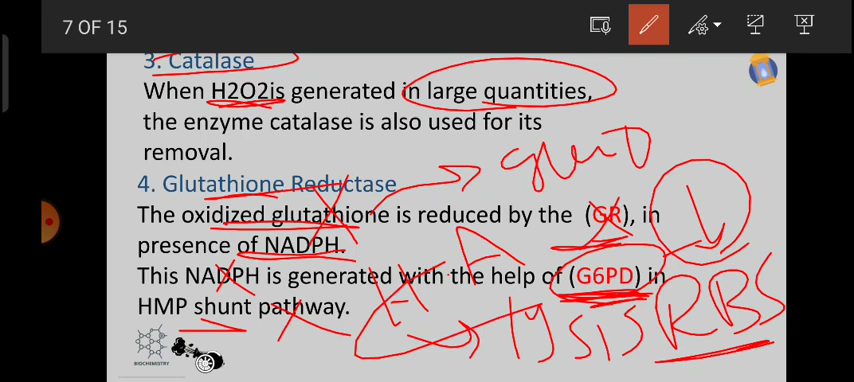 7 OF 15
3. Catalase
When H2O2is generated in large quantities,
the enzyme catalase is also used for its
removal.
4. Glutathione Reductase
The oxidized glutathione is reduced by the (GR), in
presence of NADPH.
This NADPH is generated with the help of (G6PD) in
HMP shunt pathway.
H A
lysis RBS
BIOCHEMISTRY